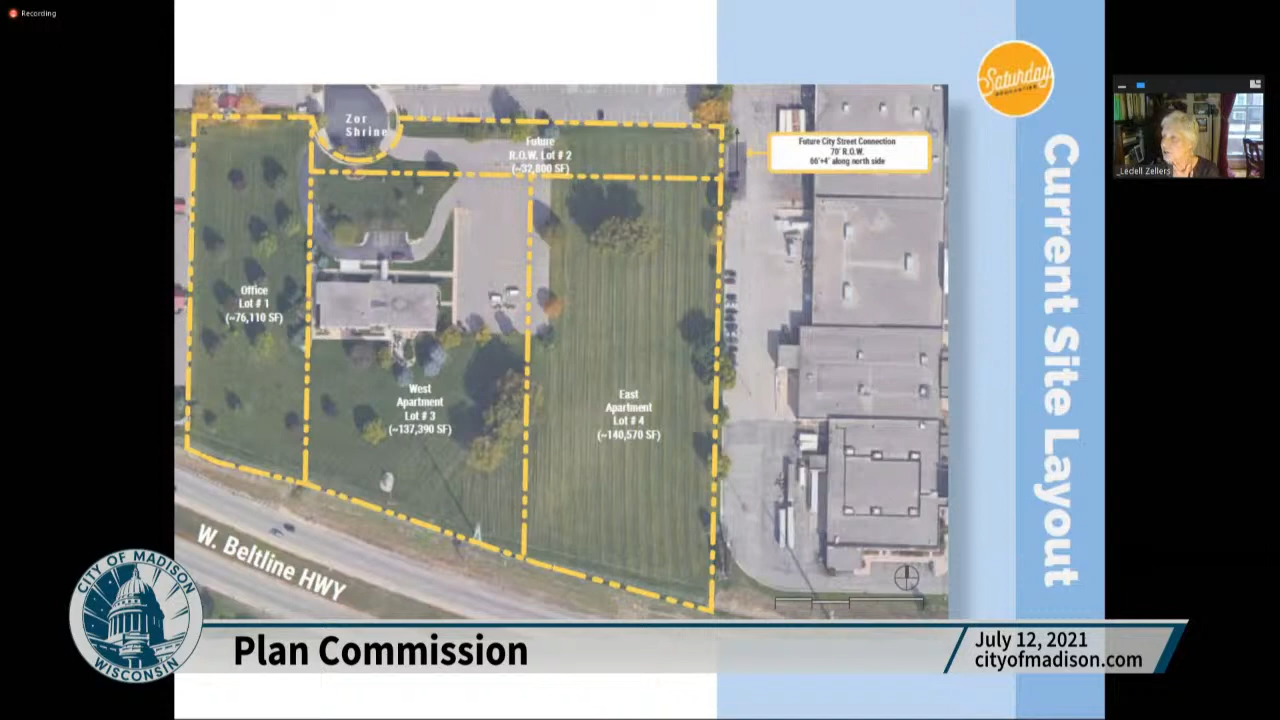 Recording
Saturday
PROPERTIES
Current Site Layout
Zor
Shrine
Future
R.O.W. Lot # 2
(~32,800 SF)
Future City Street Connection
70' R.O.W.
66'+4' along north side
Ledell Zellers
Office
Lot # 1
(~76,110 SF)
West
Apartment
Lot # 3
(~137,390 SF)
East
Apartment
Lot # 4
(~140,570 SF)
W. Beltline HWY
CITY OF MADISON
WISCONSIN
Plan Commission
July 12, 2021
cityofmadison.com